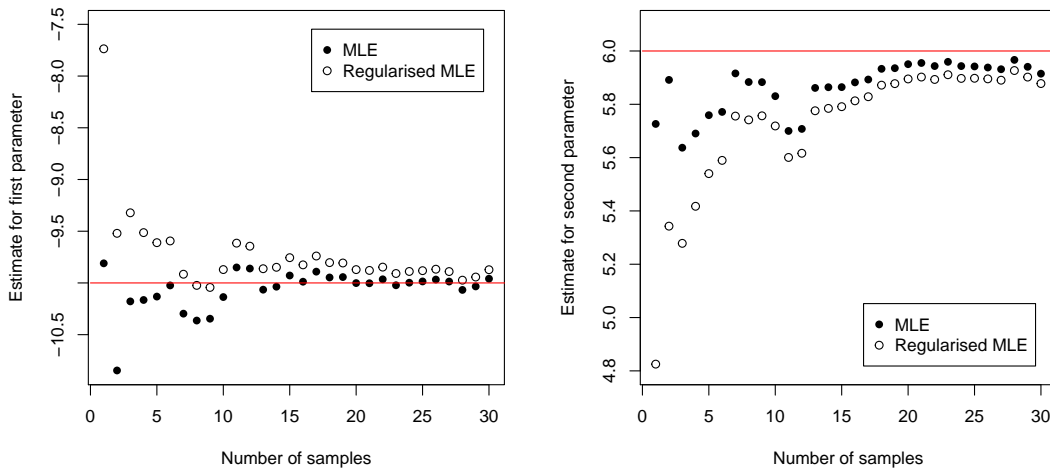 Estimate for first parameter
−7.5
−8.0
−8.5
−9.0
−9.5
−10.5
MLE
Regularised MLE
0 5 10 15 20 25 30
Number of samples
Estimate for second parameter
6.0
5.8
5.6
5.4
5.2
5.0
4.8
MLE
Regularised MLE
0 5 10 15 20 25 30
Number of samples